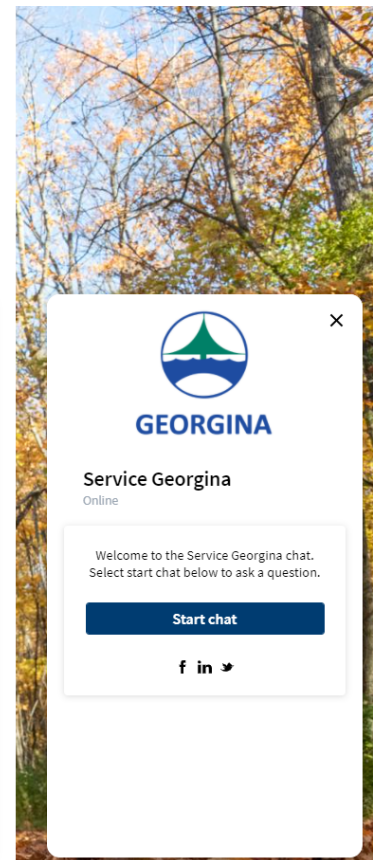 GEORGINA
Service Georgina
Online
Welcome to the Service Georgina chat.
Select start chat below to ask a question.
Start chat